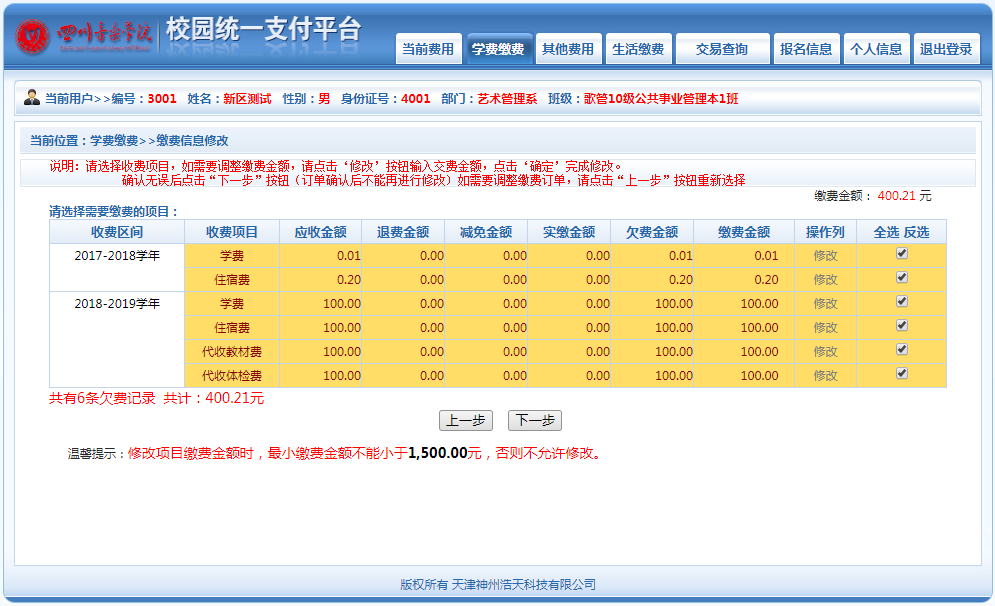 四川音乐学院 校园统一支付平台
当前费用 学费缴费 其他费用 生活缴费 交易查询 报名信息 个人信息 退出登录
当前用户>>编号：3001 姓名：新区测试 性别：男 身份证号：4001 部门：艺术管理系 班级：歌管10级公共事业管理本1班
当前位置：学费缴费>>缴费信息修改
说明：请选择收费项目，如需要调整缴费金额，请点击‘修改’按钮输入交费金额，点击‘确定’完成修改。
确认无误后点击“下一步”按钮（订单确认后不能再进行修改）如需要调整缴费订单，请点击“上一步”按钮重新选择
缴费金额： 400.21 元
请选择需要缴费的项目：
收费区间 收费项目 应收金额 退费金额 减免金额 实缴金额 欠费金额 缴费金额 操作列 全选 反选
2017-2018学年 学费 0.01 0.00 0.00 0.00 0.01 0.01 修改
住宿费 0.20 0.00 0.00 0.00 0.20 0.20 修改
2018-2019学年 学费 100.00 0.00 0.00 0.00 100.00 100.00 修改
住宿费 100.00 0.00 0.00 0.00 100.00 100.00 修改
代收教材费 100.00 0.00 0.00 0.00 100.00 100.00 修改
代收体检费 100.00 0.00 0.00 0.00 100.00 100.00 修改
共有6条欠费记录 共计：400.21元
上一步 下一步
温馨提示：修改项目缴费金额时，最小缴费金额不能小于1,500.00元，否则不允许修改。
版权所有 天津神州浩天科技有限公司